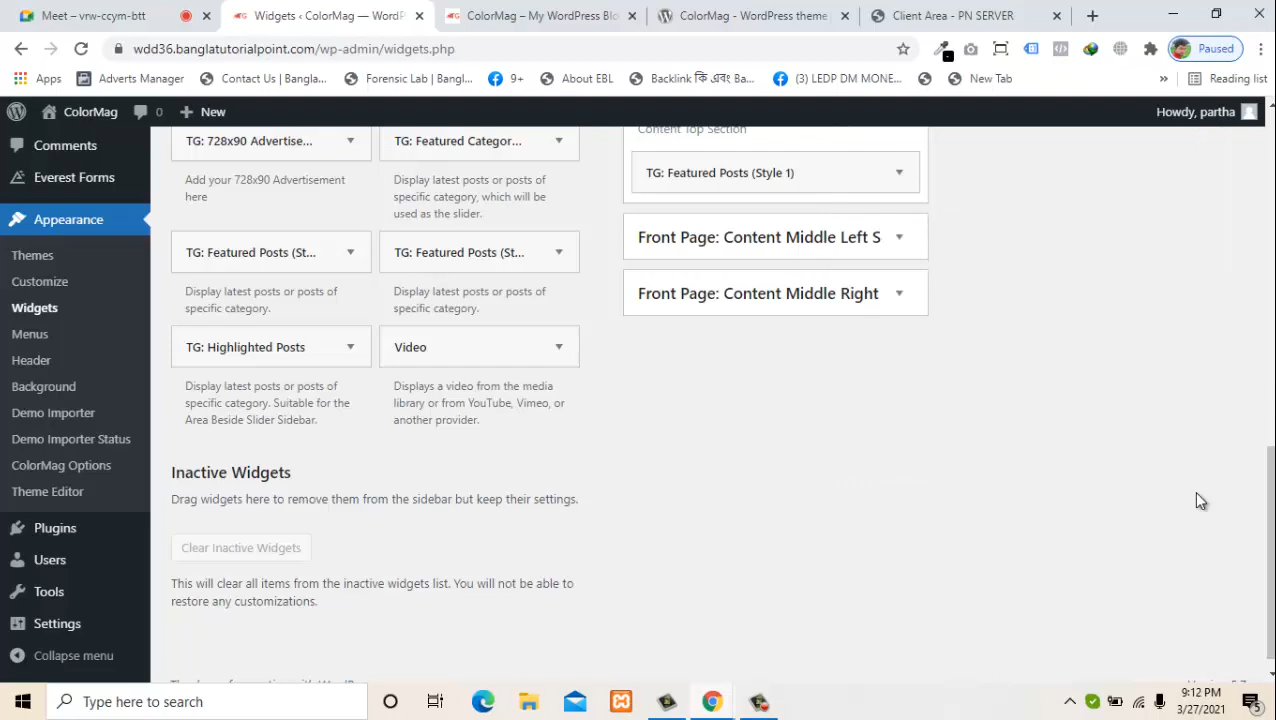 Meet – vrw-ccym-btt
Widgets ‹ ColorMag — WordP
ColorMag – My WordPress Blo
ColorMag - WordPress theme
Client Area - PN SERVER
wdd36.banglatutorialpoint.com/wp-admin/widgets.php
Paused
Apps
Adverts Manager
Contact Us | Bangla...
Forensic Lab | Bangl...
9+
About EBL
Backlink কি এবং Ba...
(3) LEDP DM MONE...
New Tab
»
Reading list
ColorMag
0
New
Howdy, partha
Comments
Everest Forms
Appearance
Themes
Customize
Widgets
Menus
Header
Background
Demo Importer
Demo Importer Status
ColorMag Options
Theme Editor
Plugins
Users
Tools
Settings
Collapse menu
TG: 728x90 Advertise...
Add your 728x90 Advertisement
here
TG: Featured Categor...
Display latest posts or posts of
specific category, which will be
used as the slider.
TG: Featured Posts (St...
Display latest posts or posts of
specific category.
TG: Featured Posts (St...
Display latest posts or posts of
specific category.
TG: Highlighted Posts
Display latest posts or posts of
specific category. Suitable for the
Area Beside Slider Sidebar.
Video
Displays a video from the media
library or from YouTube, Vimeo, or
another provider.
Inactive Widgets
Drag widgets here to remove them from the sidebar but keep their settings.
Clear Inactive Widgets
This will clear all items from the inactive widgets list. You will not be able to
restore any customizations.
Content Top Section
TG: Featured Posts (Style 1)
Front Page: Content Middle Left S
Front Page: Content Middle Right
Type here to search
9:12 PM
3/27/2021
5